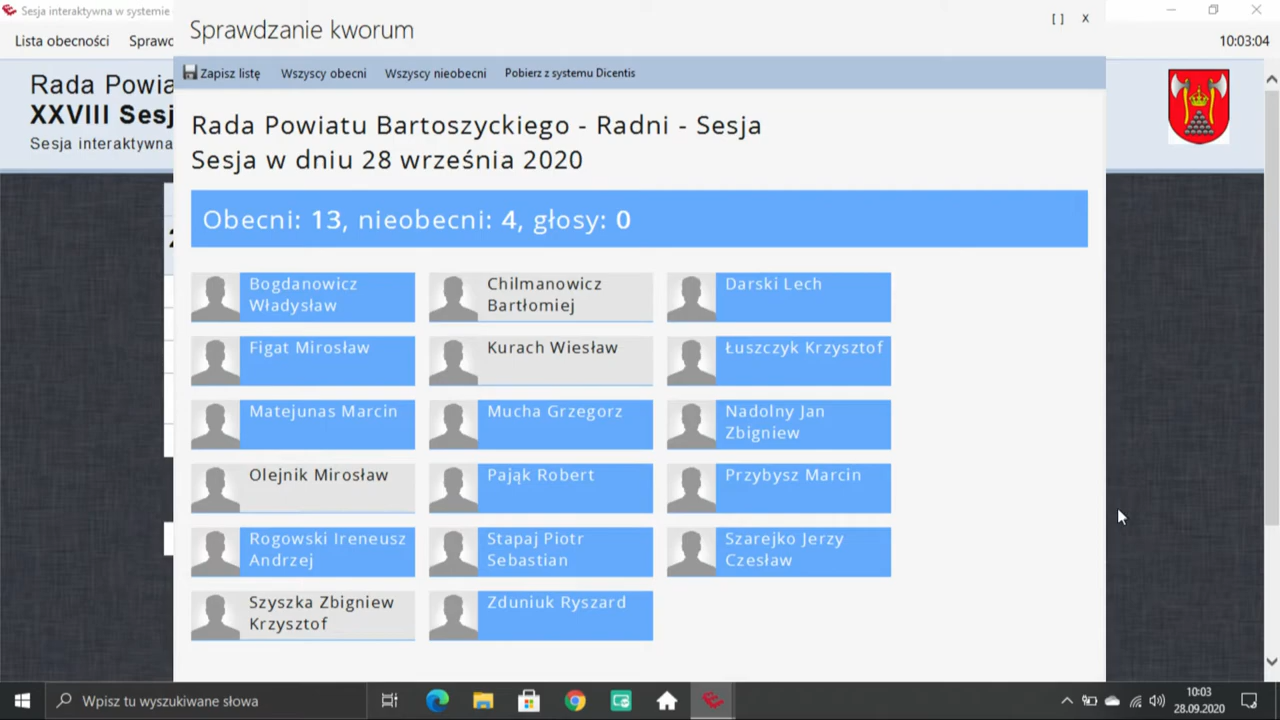 Sesja interaktywna w systemie
Sprawdzanie kworum
[ ] x
Lista obecności
10:03:04
Zapisz listę Wszyscy obecni Wszyscy nieobecni Pobierz z systemu Dicentis
Rada Powia
XXVIII Sesj
Sesja interaktywna
Rada Powiatu Bartoszyckiego - Radni - Sesja
Sesja w dniu 28 września 2020
Obecni: 13, nieobecni: 4, głosy: 0
Bogdanowicz
Władysław
Chilmanowicz
Bartłomiej
Darski Lech
Figat Mirosław
Kurach Wiesław
Łuszczyk Krzysztof
Matejunas Marcin
Mucha Grzegorz
Nadolny Jan
Zbigniew
Olejnik Mirosław
Pająk Robert
Przybysz Marcin
Rogowski Ireneusz
Andrzej
Stapaj Piotr
Sebastian
Szarejko Jerzy
Czesław
Szyszka Zbigniew
Krzysztof
Zduniuk Ryszard
Wpisz tu wyszukiwane słowa
10:03
28.09.2020